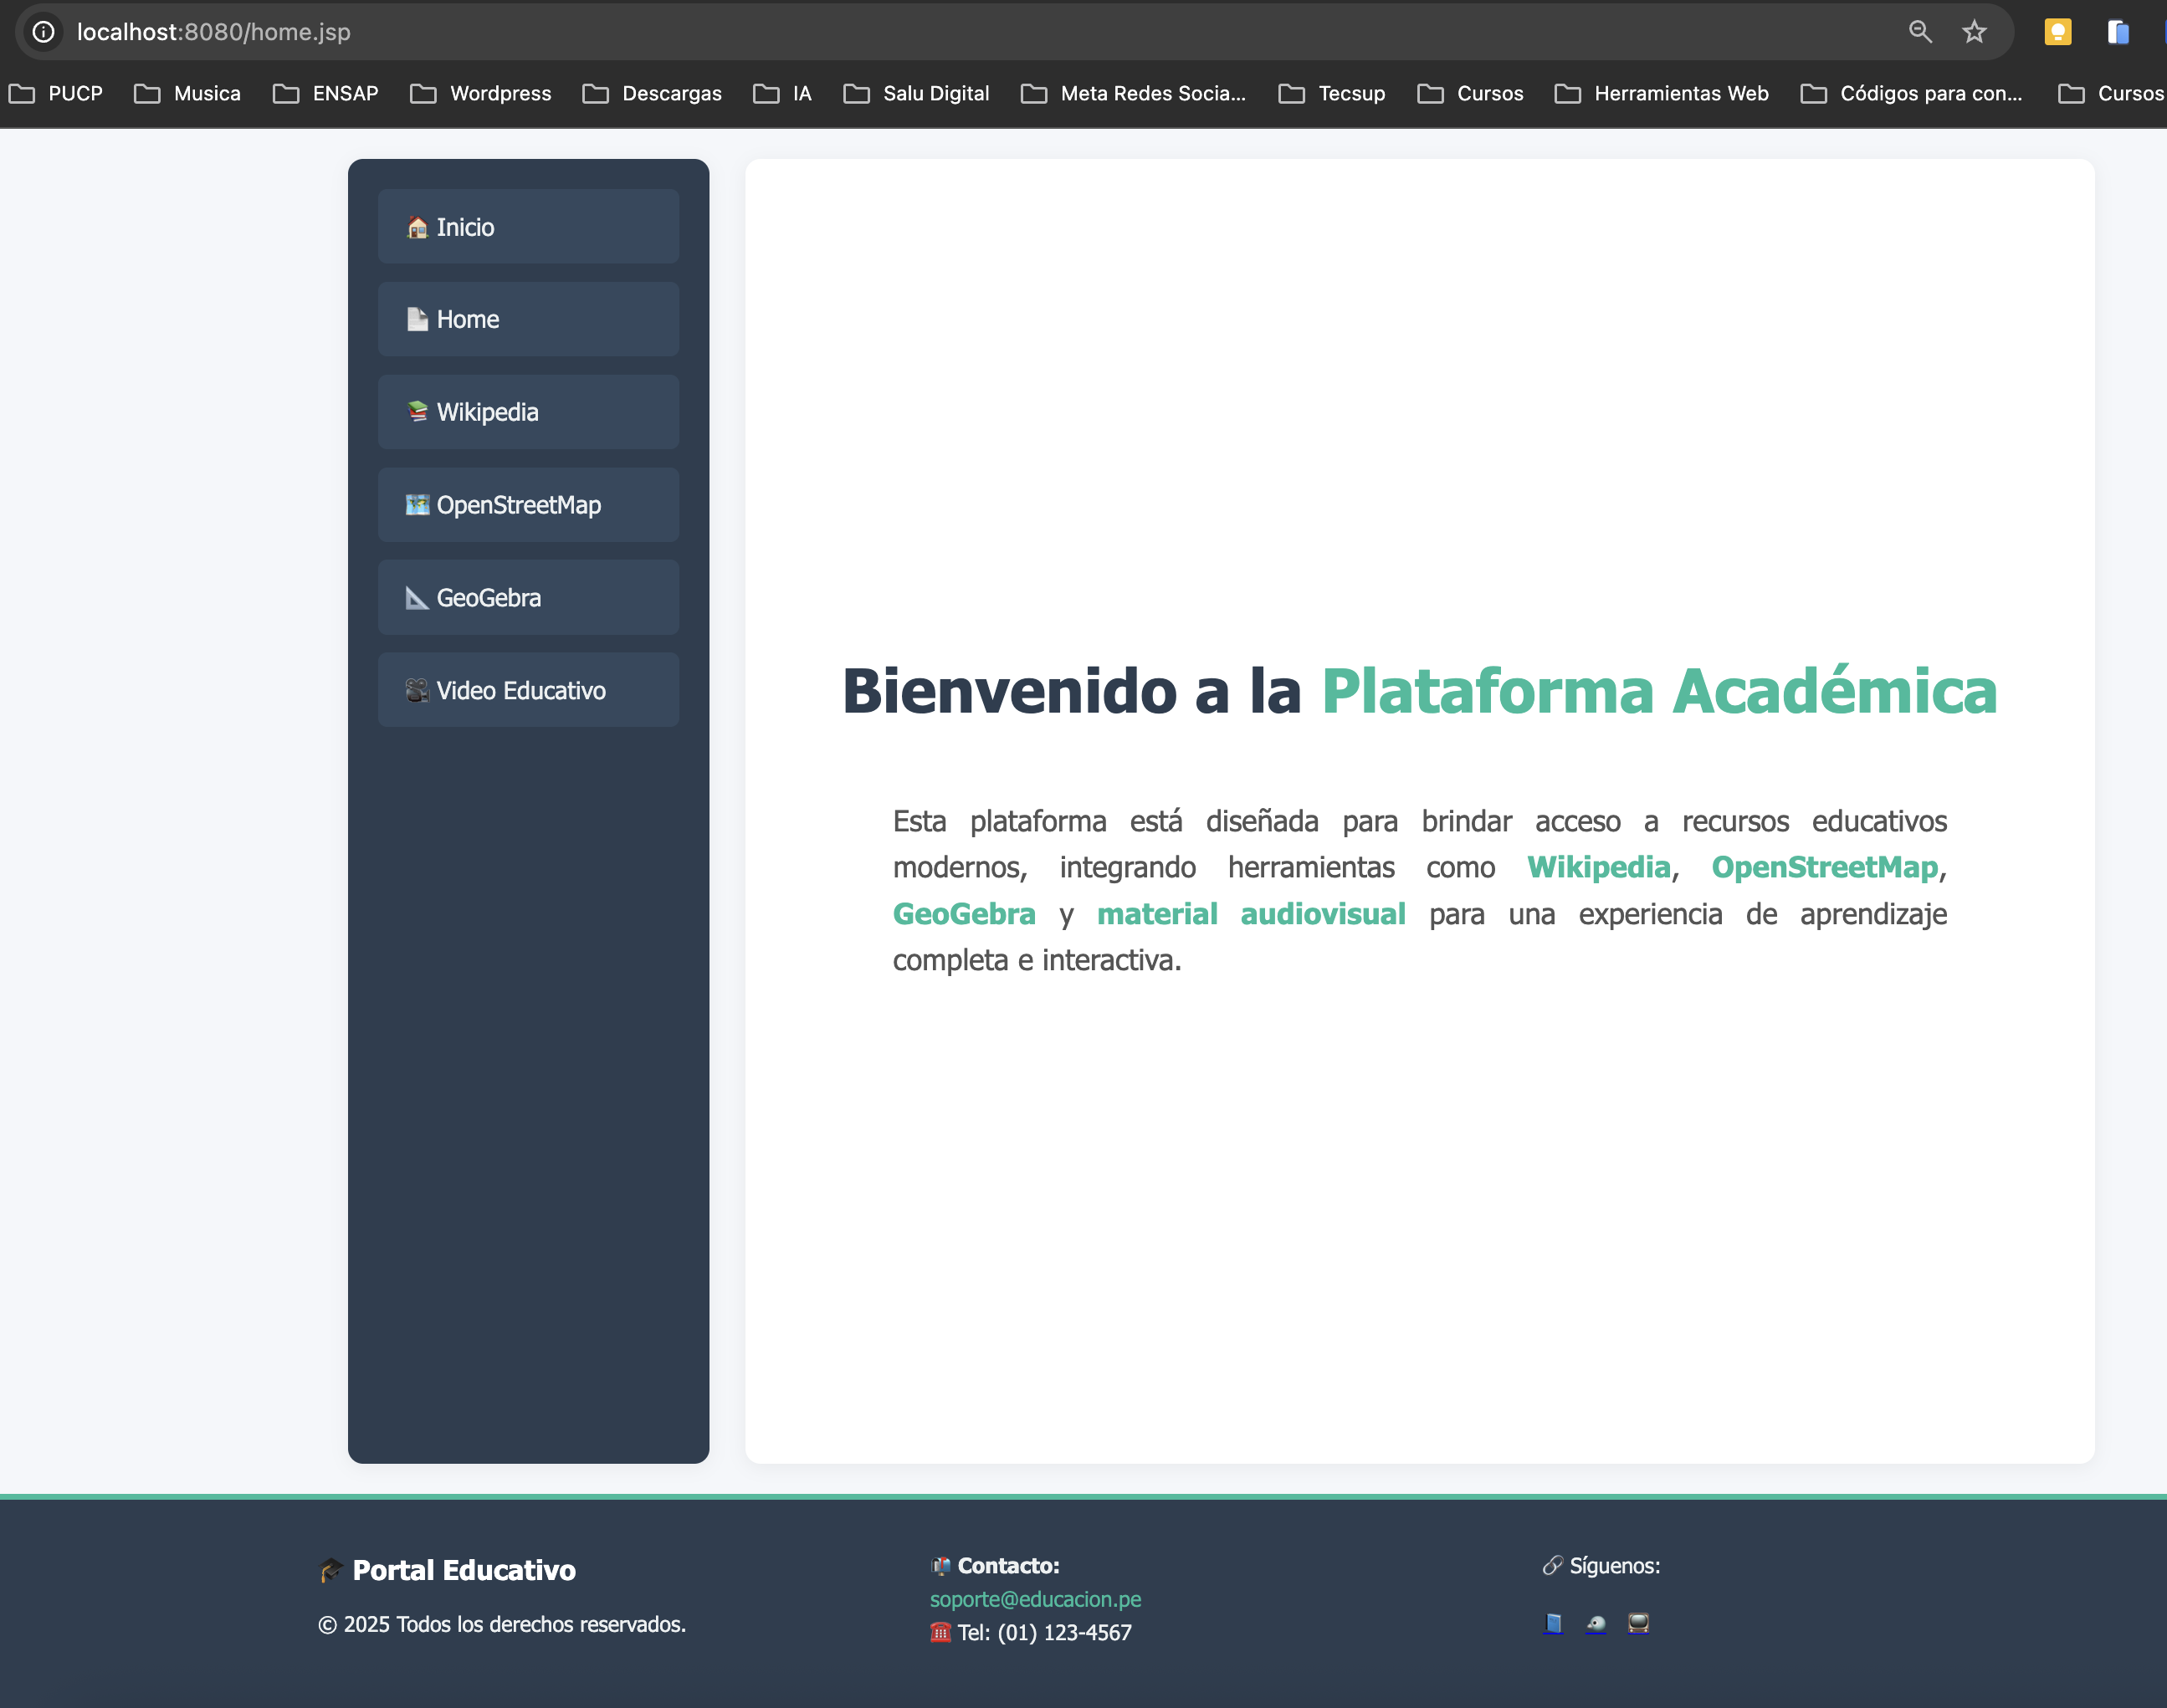 localhost:8080/home.jsp
PUCP Musica ENSAP Wordpress Descargas IA Salu Digital Meta Redes Socia... Tecsup Cursos Herramientas Web Códigos para con... Cursos
Inicio
Home
Wikipedia
OpenStreetMap
GeoGebra
Video Educativo
Bienvenido a la Plataforma Académica
Esta plataforma está diseñada para brindar acceso a recursos educativos
modernos, integrando herramientas como Wikipedia, OpenStreetMap,
GeoGebra y material audiovisual para una experiencia de aprendizaje
completa e interactiva.
Portal Educativo
© 2025 Todos los derechos reservados.
Contacto:
soporte@educacion.pe
Tel: (01) 123-4567
Síguenos: